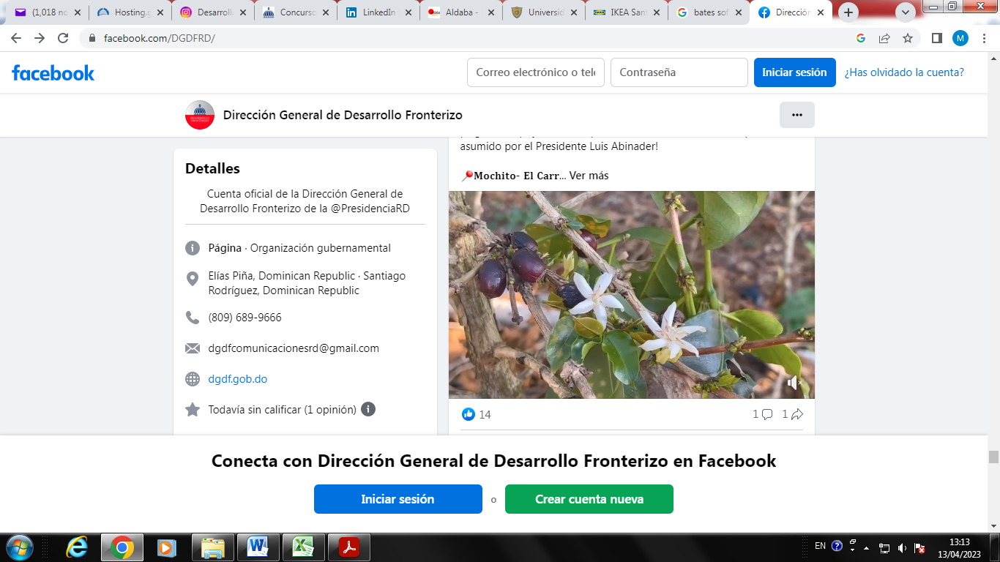 (1,018 no
Hosting.g
Desarroll
Concurso
LinkedIn
Aldaba -
Universid
IKEA San
bates sof
Dirección
facebook.com/DGDFRD/
M
facebook
Correo electrónico o telé
Contraseña
Iniciar sesión
¿Has olvidado la cuenta?
Dirección General de Desarrollo Fronterizo
Detalles
Cuenta oficial de la Dirección General de
Desarrollo Fronterizo de la @PresidenciaRD
Página · Organización gubernamental
Elías Piña, Dominican Republic · Santiago
Rodríguez, Dominican Republic
(809) 689-9666
dgdfcomunicacionesrd@gmail.com
dgdf.gob.do
Todavía sin calificar (1 opinión)
asumido por el Presidente Luis Abinader!
Mochito- El Carr... Ver más
14
1
1
Conecta con Dirección General de Desarrollo Fronterizo en Facebook
Iniciar sesión
o
Crear cuenta nueva
EN
13:13
13/04/2023